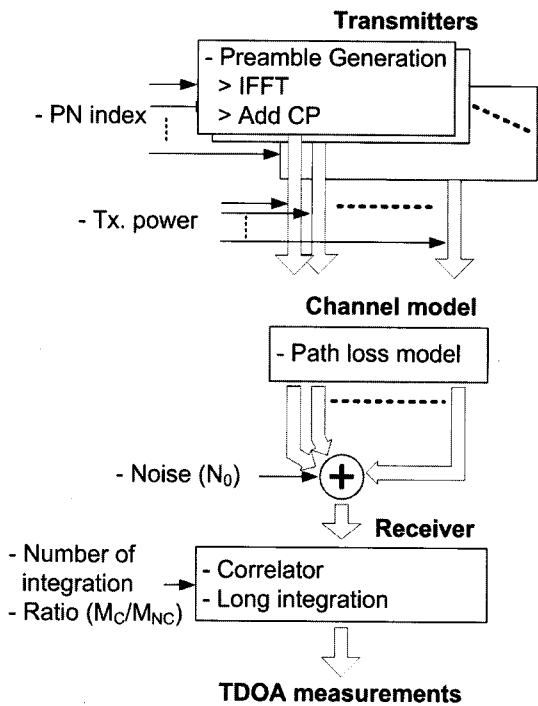 Transmitters
- Preamble Generation
> IFFT
> Add CP
- PN index
- Tx. power
Channel model
- Path loss model
- Noise (N0)
+
Receiver
- Number of
integration
- Ratio (MC/MNC)
- Correlator
- Long integration
TDOA measurements